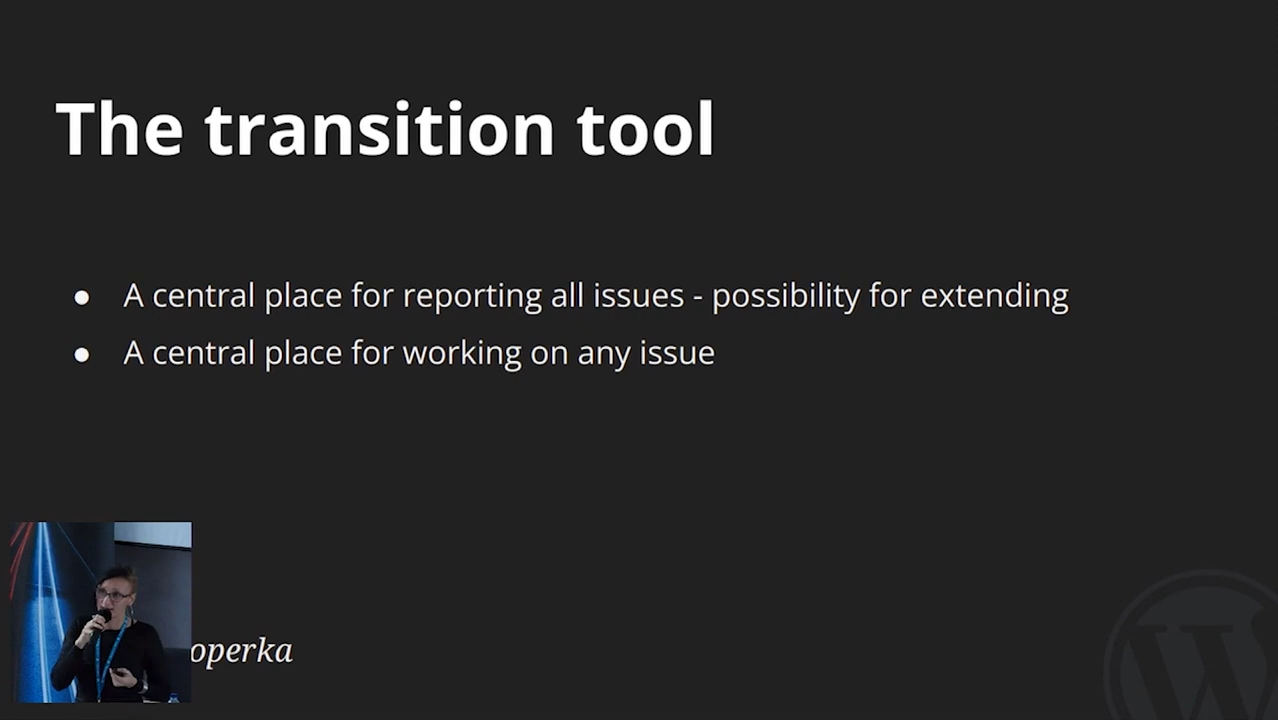 The transition tool
● A central place for reporting all issues - possibility for extending
● A central place for working on any issue
operka